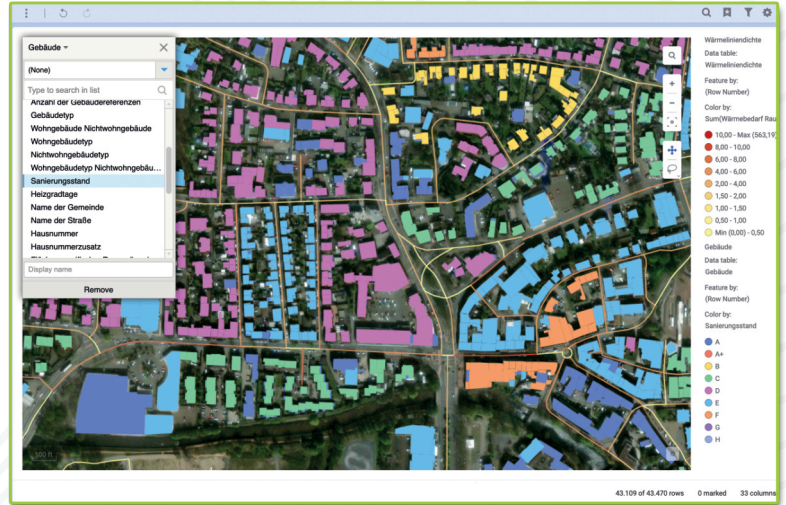 Gebäude
(None)
Type to search in list
Anzahl der Gebäudereferenzen
Gebäudetyp
Wohngebäude Nichtwohngebäude
Wohngebäudetyp
Nichtwohngebäudetyp
Wohngebäudetyp Nichtwohngebäu...
Sanierungsstand
Heizgradtage
Name der Gemeinde
Name der Straße
Hausnummer
Hausnummerzusatz
Display name
Remove
100 ft
Wärmeliniendichte
Data table:
Wärmeliniendichte
Feature by:
(Row Number)
Color by:
Sum(Wärmebedarf Rau
10,00 - Max (563,19)
8,00 - 10,00
6,00 - 8,00
4,00 - 6,00
2,00 - 4,00
1,50 - 2,00
1,00 - 1,50
0,50 - 1,00
Min (0,00) - 0,50
Gebäude
Data table:
Gebäude
Feature by:
(Row Number)
Color by:
Sanierungsstand
A
A+
B
C
D
E
F
G
H
43.109 of 43.470 rows 0 marked 33 columns